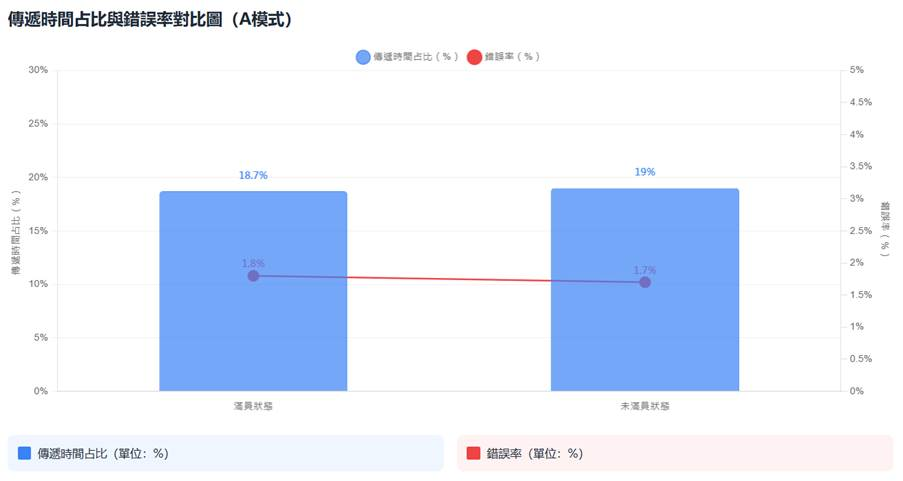 傳遞時間占比與錯誤率對比圖（A模式）
傳遞時間占比（%） 錯誤率（%）
30% 5%
4.5%
25%
4%
3.5%
20%
18.7% 19%
3%
傳遞時間占比（%）
錯誤率（%）
15% 2.5%
1.8% 1.7%
2%
10%
1.5%
1%
5%
0.5%
0% 0%
滿員狀態 未滿員狀態
傳遞時間占比（單位：%） 錯誤率（單位：%）